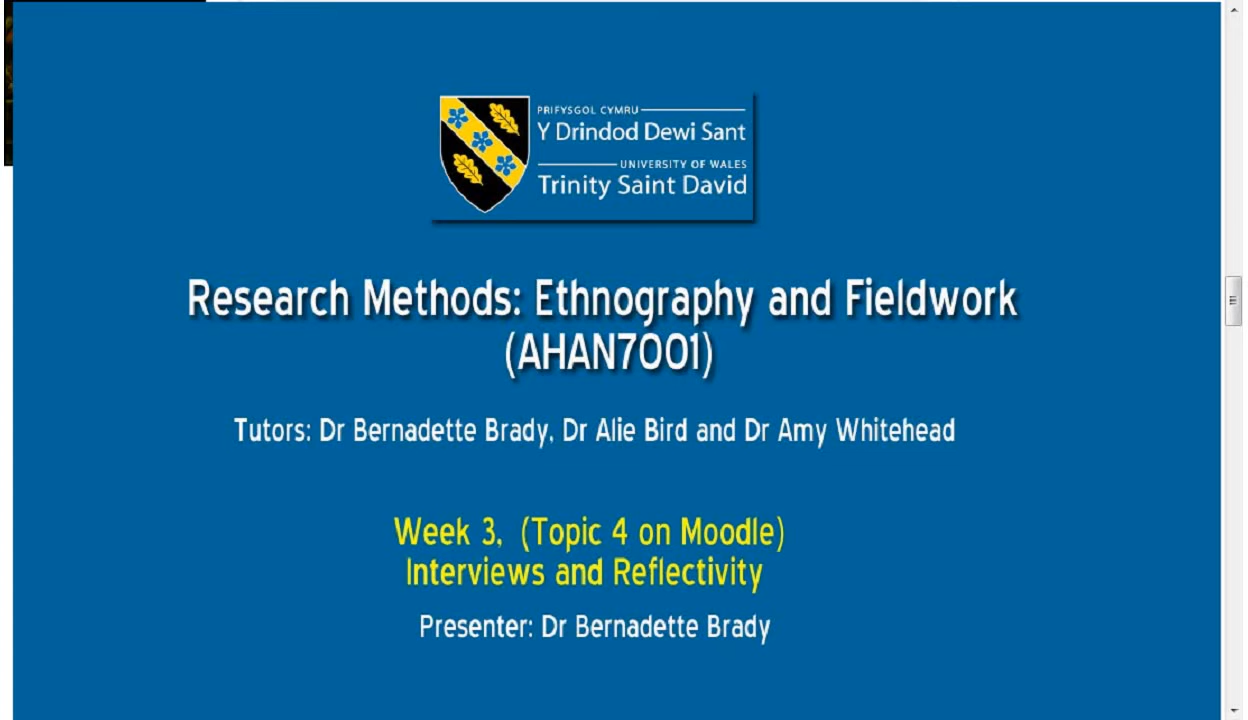 PRIFYSGOL CYMRU
Y Drindod Dewi Sant
UNIVERSITY OF WALES
Trinity Saint David
Research Methods: Ethnography and Fieldwork
(AHAN7001)
Tutors: Dr Bernadette Brady, Dr Alie Bird and Dr Amy Whitehead
Week 3, (Topic 4 on Moodle)
Interviews and Reflectivity
Presenter: Dr Bernadette Brady